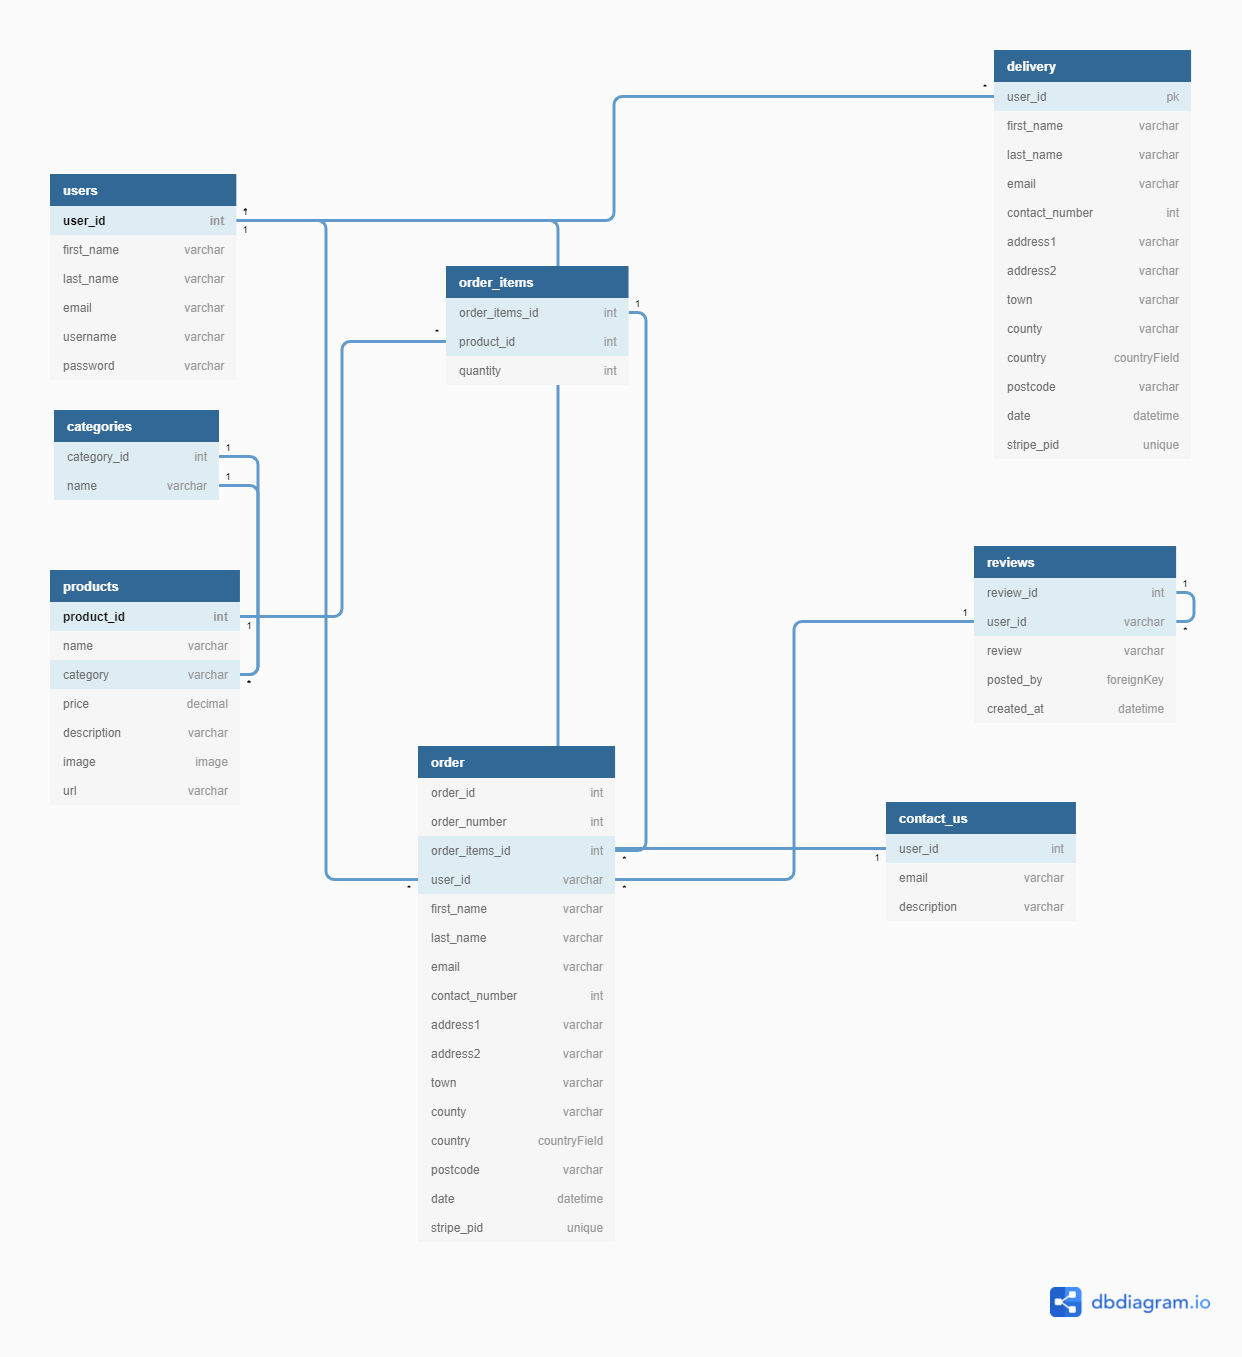 delivery
user_id pk
first_name varchar
last_name varchar
email varchar
contact_number int
address1 varchar
address2 varchar
town varchar
county varchar
country countryField
postcode varchar
date datetime
stripe_pid unique
*
users
user_id int
first_name varchar
last_name varchar
email varchar
username varchar
password varchar
1
1
order_items
order_items_id int
product_id int
quantity int
1
*
categories
category_id int
name varchar
1
1
products
product_id int
name varchar
category varchar
price decimal
description varchar
image image
url varchar
1
*
reviews
review_id int
user_id varchar
review varchar
posted_by foreignKey
created_at datetime
1
1
*
order
order_id int
order_number int
order_items_id int
user_id varchar
first_name varchar
last_name varchar
email varchar
contact_number int
address1 varchar
address2 varchar
town varchar
county varchar
country countryField
postcode varchar
date datetime
stripe_pid unique
*
*
*
contact_us
user_id int
email varchar
description varchar
1
dbdiagram.io